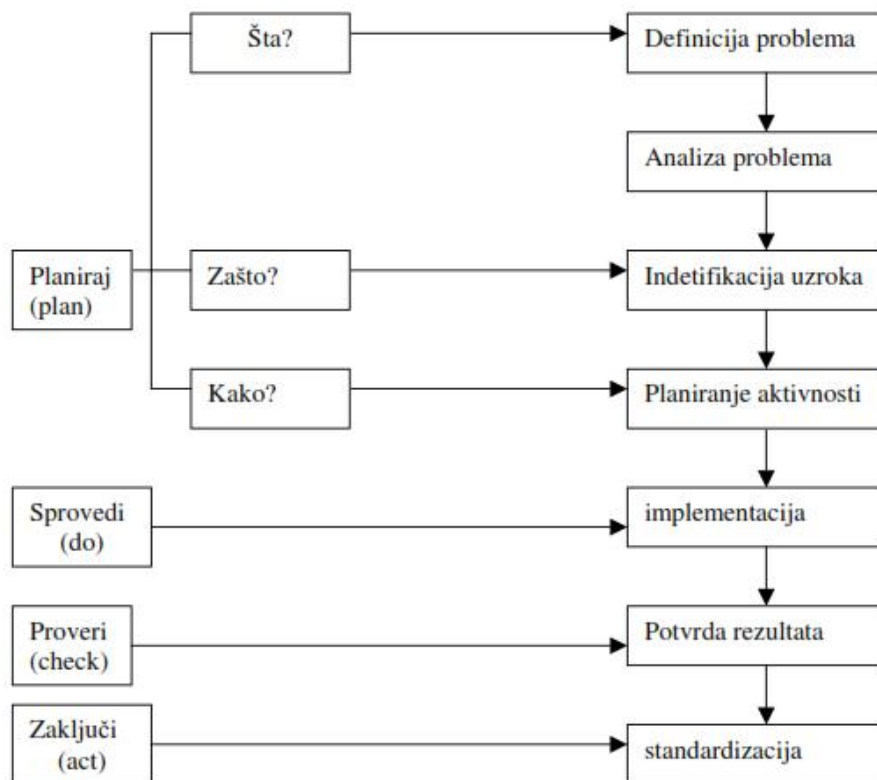 Šta?
Definicija problema
Analiza problema
Planiraj
(plan)
Zašto?
Indetifikacija uzroka
Kako?
Planiranje aktivnosti
Sprovedi
(do)
implementacija
Proveri
(check)
Potvrda rezultata
Zaključi
(act)
standardizacija